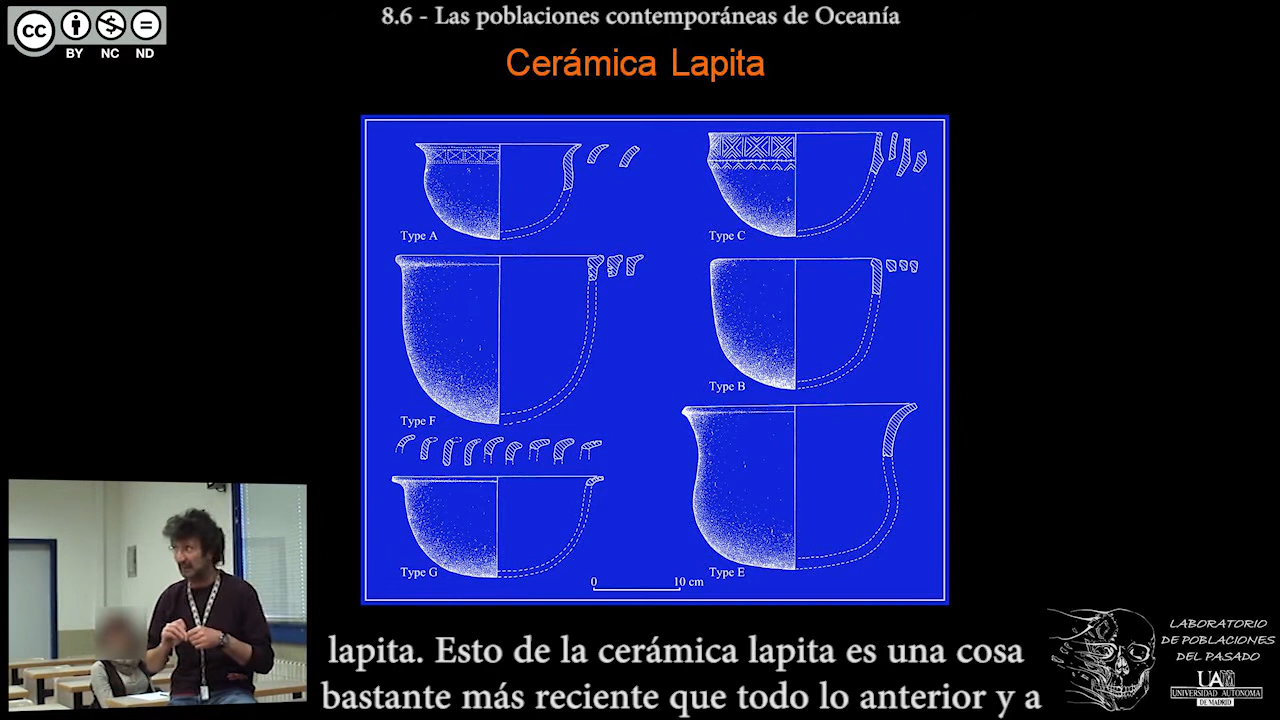 cc
BY NC ND
8.6 - Las poblaciones contemporáneas de Oceanía
Cerámica Lapita
Type A
Type C
Type F
Type B
Type G
Type E
0 10 cm
lapita. Esto de la cerámica lapita es una cosa
bastante más reciente que todo lo anterior y a
LABORATORIO
DE POBLACIONES
DEL PASADO
UAM
UNIVERSIDAD AUTONOMA
DE MADRID